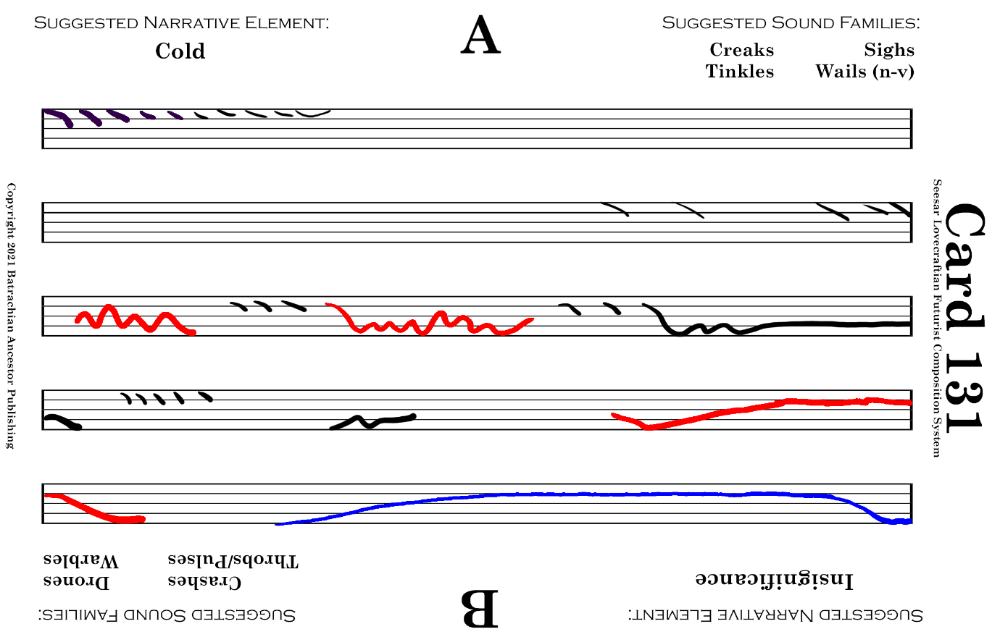 SUGGESTED NARRATIVE ELEMENT:
Cold
A
SUGGESTED SOUND FAMILIES:
Creaks Sighs
Tinkles Wails (n-v)
Copyright 2021 Batrachian Ancestor Publishing
Card 131
Seesar Lovecraftian Futurist Composition System
B
SUGGESTED NARRATIVE ELEMENT:
Insignificance
SUGGESTED SOUND FAMILIES:
Crashes Drones
Throbs/Pulses Warbles